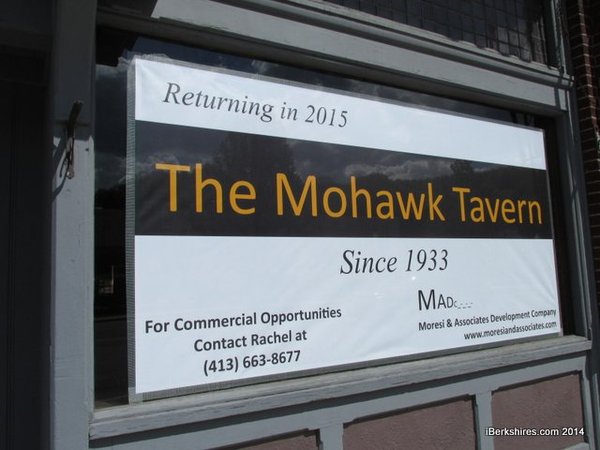 Returning in 2015
The Mohawk Tavern
Since 1933
For Commercial Opportunities
Contact Rachel at
(413) 663-8677
Moresi & Associates Development Company
www.moresiandassociates.com
iBerkshires.com 2014